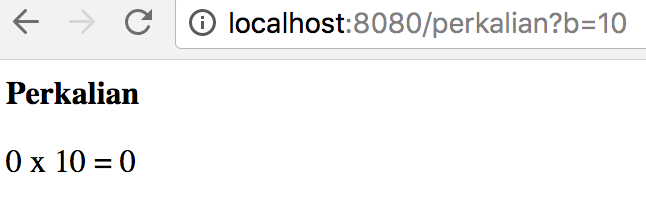 localhost:8080/perkalian?b=10
Perkalian
0 x 10 = 0